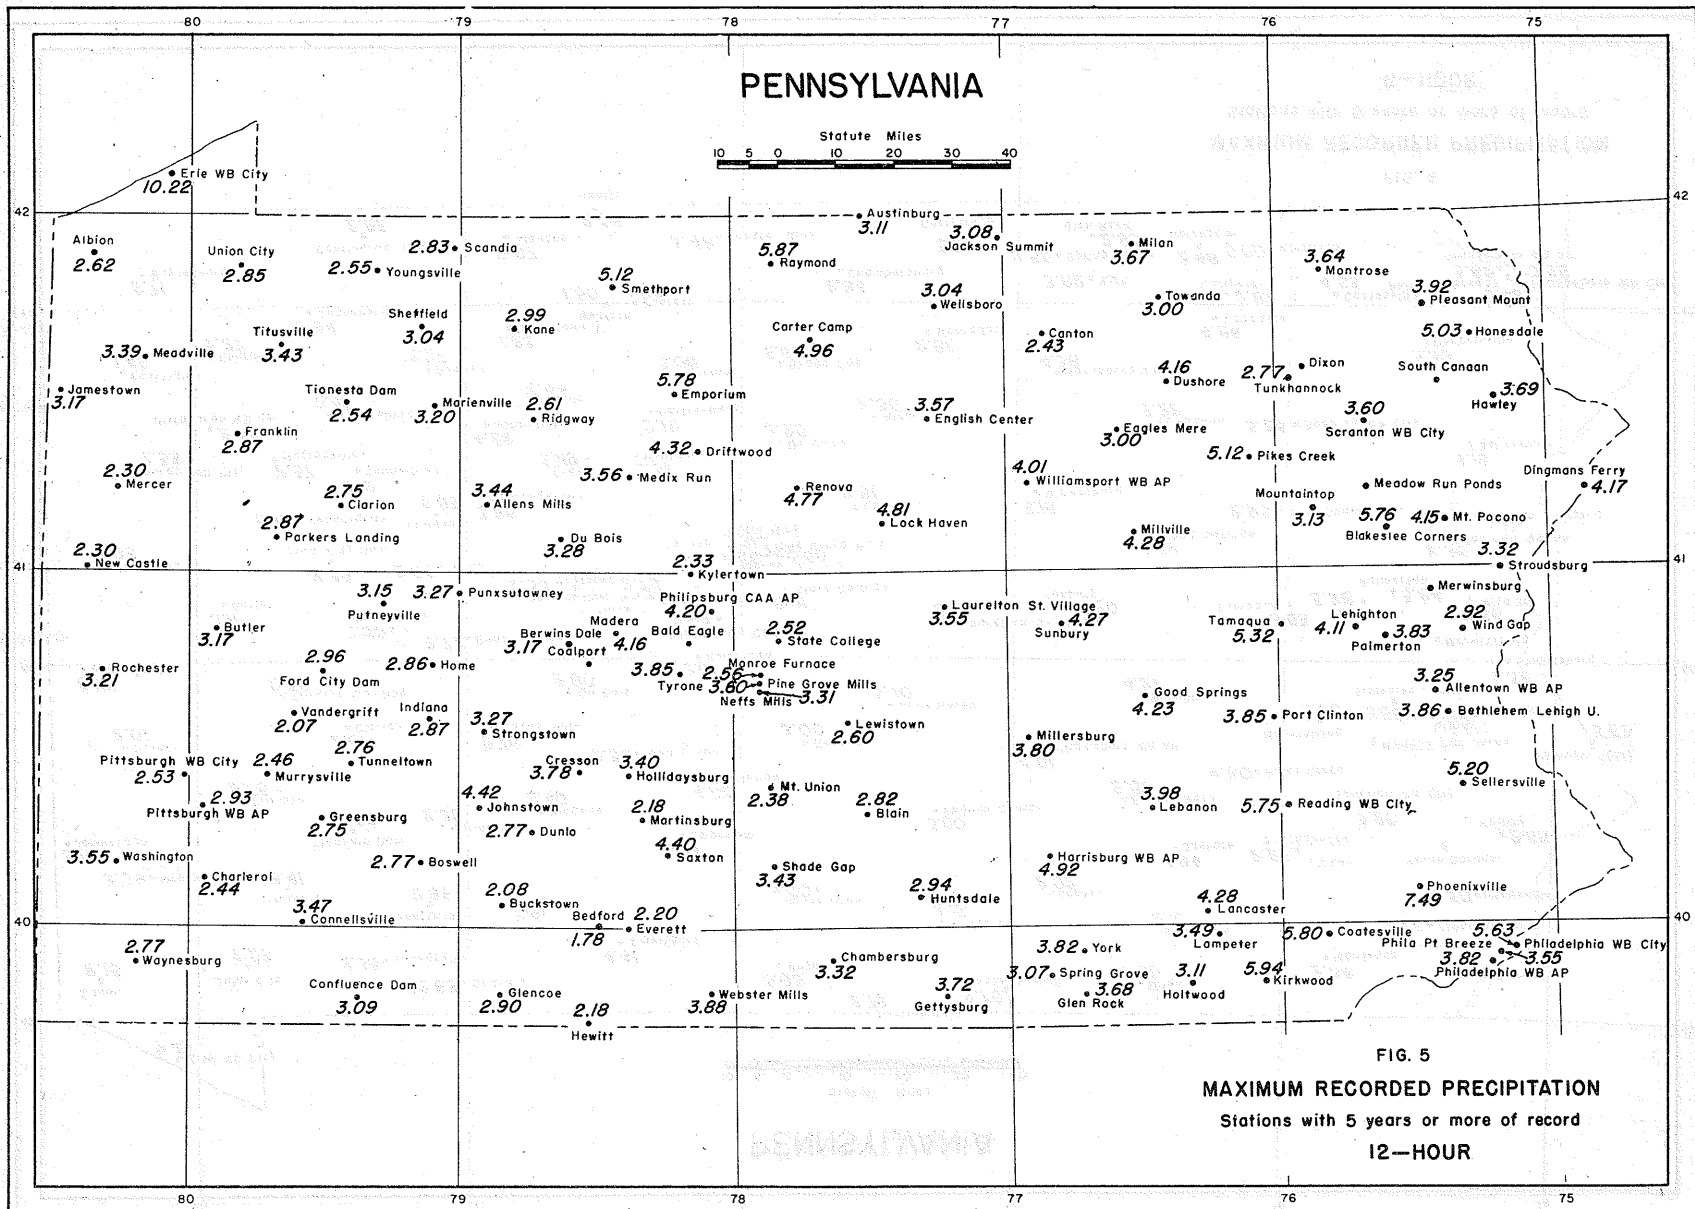 80 79 78 77 76 75
PENNSYLVANIA
Statute Miles
10 5 0 10 20 30 40
Erie WB City
10.22
42 42
Austinburg
3.11
Albion
2.62
Union City
2.85
2.83 Scandia
2.55 Youngsville
5.87
Raymond
3.08
Jackson Summit
Milan
3.67
3.64
Montrose
5.12
Smethport
3.04
Wellsboro
Towanda
3.00
3.92
Pleasant Mount
Sheffield
3.04
2.99
Kane
Titusville
3.43
Carter Camp
4.96
Canton
2.43
5.03 Honesdale
3.39 Meadville
Jamestown
3.17
Tionesta Dam
2.54
Marienville
3.20
2.61
Ridgway
5.78
Emporium
3.57
English Center
4.16
Dushore
Dixon
2.77
Tunkhannock
South Canaan
3.69
Hawley
Franklin
2.87
4.32 Driftwood
Eagles Mere
3.00
3.60
Scranton WB City
2.30
Mercer
2.75
Clarion
3.44
Allens Mills
3.56 Medix Run
Renova
4.77
4.01
Williamsport WB AP
5.12 Pikes Creek
Dingmans Ferry
4.17
Meadow Run Ponds
Mountaintop
3.13
2.87
Parkers Landing
4.81
Lock Haven
Millville
4.28
5.76
Blakeslee Corners
4.15 Mt. Pocono
2.30
New Castle
Du Bois
3.28
2.33
Kylertown
3.32
Stroudsburg
41 41
3.15
Putneyville
3.27 Punxsutawney
Philipsburg CAA AP
4.20
Laurelton St. Village
3.55
4.27
Sunbury
Merwinsburg
Butler
3.17
Madera
4.16
Berwins Dale
3.17
Bald Eagle
2.52
State College
Tamaqua
5.32
Lehighton
4.11
3.83
Palmerton
2.92
Wind Gap
Rochester
3.21
2.96
Ford City Dam
2.86 Home
Coalport
3.85
Tyrone
Monroe Furnace
2.56
Pine Grove Mills
3.60
Neffs Mills 3.31
3.25
Allentown WB AP
Vandergrift
2.07
Indiana
2.87
3.27
Strongstown
Lewistown
2.60
Good Springs
4.23
3.85 Port Clinton
3.86 Bethlehem Lehigh U.
Millersburg
3.80
Pittsburgh WB City
2.53
2.46
Murrysville
2.76
Tunneltown
Cresson
3.78
3.40
Hollidaysburg
Mt. Union
2.38
5.20
Sellersville
2.93
Pittsburgh WB AP
Greensburg
2.75
4.42
Johnstown
2.77 Dunlo
2.18
Martinsburg
2.82
Blain
3.98
Lebanon
5.75 Reading WB City
3.55 Washington
Charleroi
2.44
2.77 Boswell
4.40
Saxton
Shade Gap
3.43
Harrisburg WB AP
4.92
Phoenixville
7.49
3.47
Connellsville
2.08
Buckstown
Bedford
1.78
2.20
Everett
2.94
Huntsdale
4.28
Lancaster
40 40
2.77
Waynesburg
Chambersburg
3.32
3.82 York
3.49
Lampeter
5.80 Coatesville
5.63
Philadelphia WB City
Phila Pt Breeze
3.55
3.82
Philadelphia WB AP
Confluence Dam
3.09
Glencoe
2.90
2.18
Hewitt
Webster Mills
3.88
3.72
Gettysburg
3.07 Spring Grove
3.68
Glen Rock
3.11
Holtwood
5.94
Kirkwood
FIG. 5
MAXIMUM RECORDED PRECIPITATION
Stations with 5 years or more of record
12—HOUR
80 79 78 77 76 75